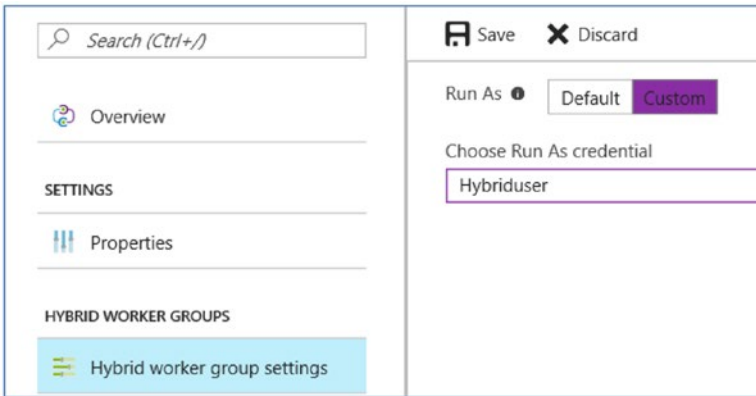 Search (Ctrl+/)
Overview
SETTINGS
Properties
HYBRID WORKER GROUPS
Hybrid worker group settings
Save Discard
Run As Default Custom
Choose Run As credential
Hybriduser